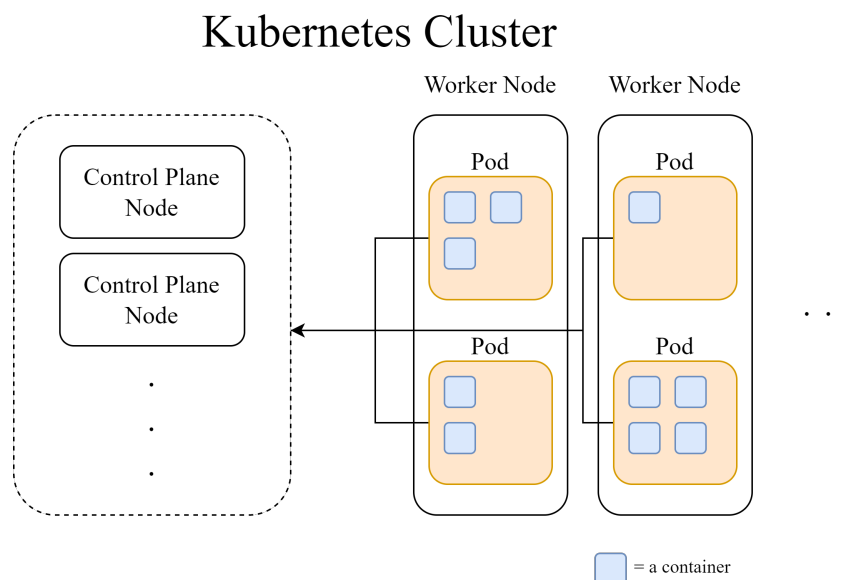 Kubernetes Cluster
Worker Node
Worker Node
Control Plane
Node
Control Plane
Node
.
.
.
Pod
Pod
Pod
Pod
. .
= a container